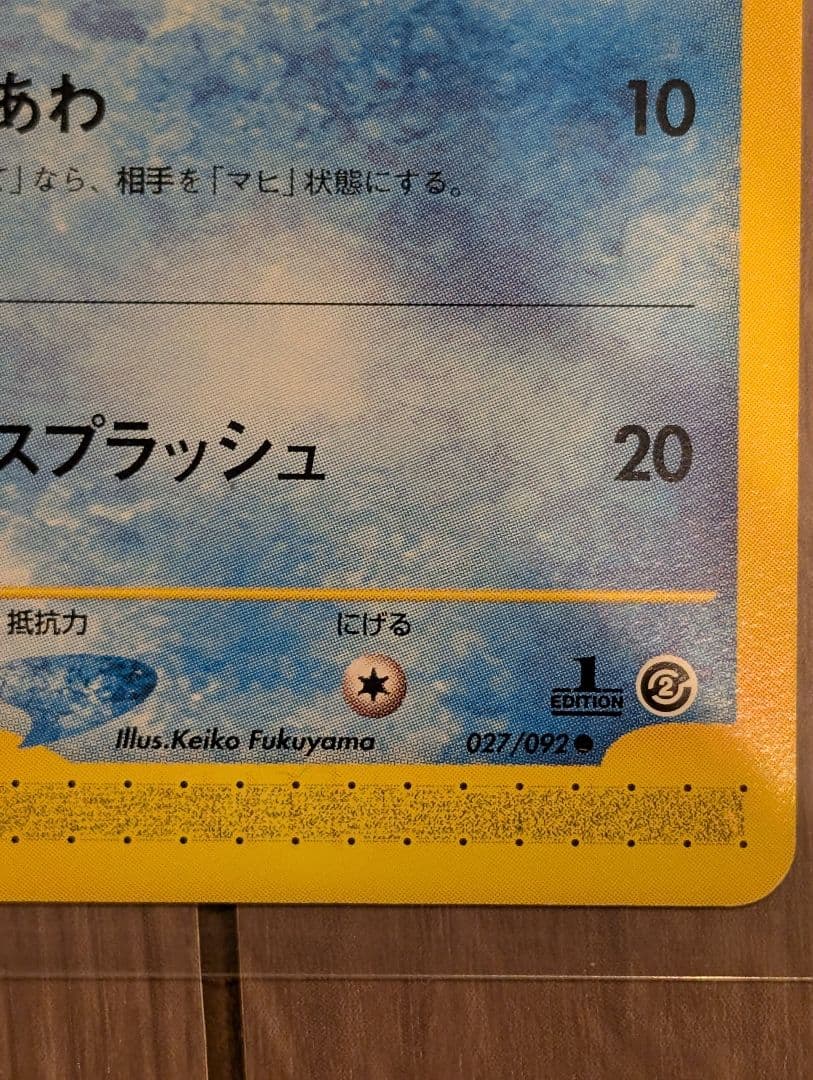 あわ 10
」なら、相手を「マヒ」状態にする。
スプラッシュ 20
抵抗力 にげる
1
EDITION 2
Illus.Keiko Fukuyama 027/092